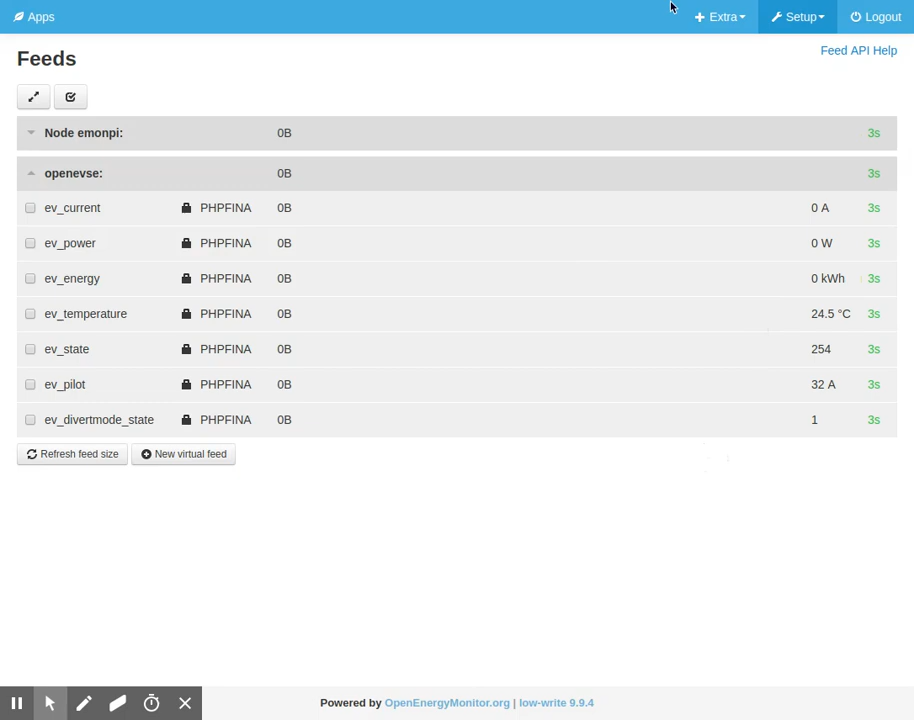 Apps Extra Setup Logout
Feeds Feed API Help
Node emonpi: 0B 3s
openevse: 0B 3s
ev_current PHPFINA 0B 0 A 3s
ev_power PHPFINA 0B 0 W 3s
ev_energy PHPFINA 0B 0 kWh 3s
ev_temperature PHPFINA 0B 24.5 °C 3s
ev_state PHPFINA 0B 254 3s
ev_pilot PHPFINA 0B 32 A 3s
ev_divertmode_state PHPFINA 0B 1 3s
Refresh feed size New virtual feed
Powered by OpenEnergyMonitor.org | low-write 9.9.4